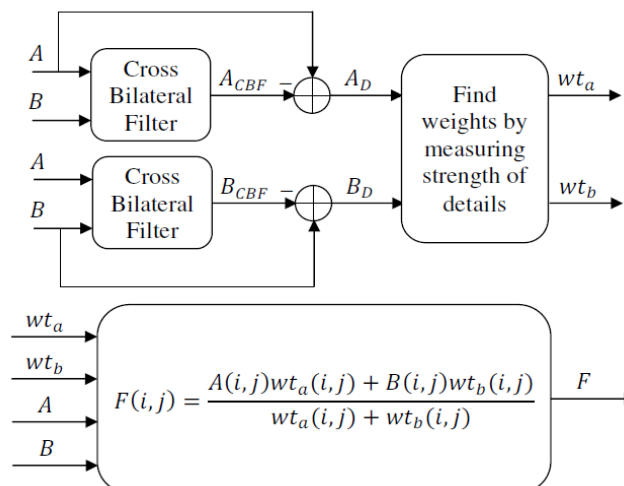 A
B
Cross
Bilateral
Filter
A_CBF
−
A_D
Find
weights by
measuring
strength of
details
wt_a
wt_b
A
B
Cross
Bilateral
Filter
B_CBF
−
B_D
wt_a
wt_b
A
B
F(i,j) = \frac{A(i,j)wt_a(i,j) + B(i,j)wt_b(i,j)}{wt_a(i,j) + wt_b(i,j)}
F